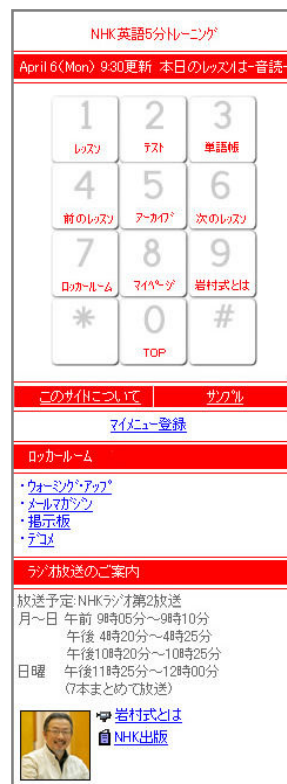 NHK英語5分ﾄﾚｰﾆﾝｸﾞ
April 6(Mon) 9:30更新 本日のﾚｯｽﾝは-音読-
1 2 3
ﾚｯｽﾝ ﾃｽﾄ 単語帳
4 5 6
前のﾚｯｽﾝ ｱｰｶｲﾌﾞ 次のﾚｯｽﾝ
7 8 9
ﾛｯｶｰﾙｰﾑ ﾏｲﾍﾟｰｼﾞ 岩村式とは
* 0 #
TOP
このｻｲﾄについて ｻﾝﾌﾟﾙ
ﾏｲﾒﾆｭｰ登録
ﾛｯｶｰﾙｰﾑ
・ｳｫｰﾐﾝｸﾞ･ｱｯﾌﾟ
・ﾒｰﾙﾏｶﾞｼﾞﾝ
・掲示板
・ﾃﾞｺﾒ
ﾗｼﾞｵ放送のご案内
放送予定:NHKﾗｼﾞｵ第2放送
月～日 午前 9時05分～9時10分
午後 4時20分～4時25分
午後10時20分～10時25分
日曜 午後11時25分～12時00分
(7本まとめて放送)
岩村式とは
NHK出版